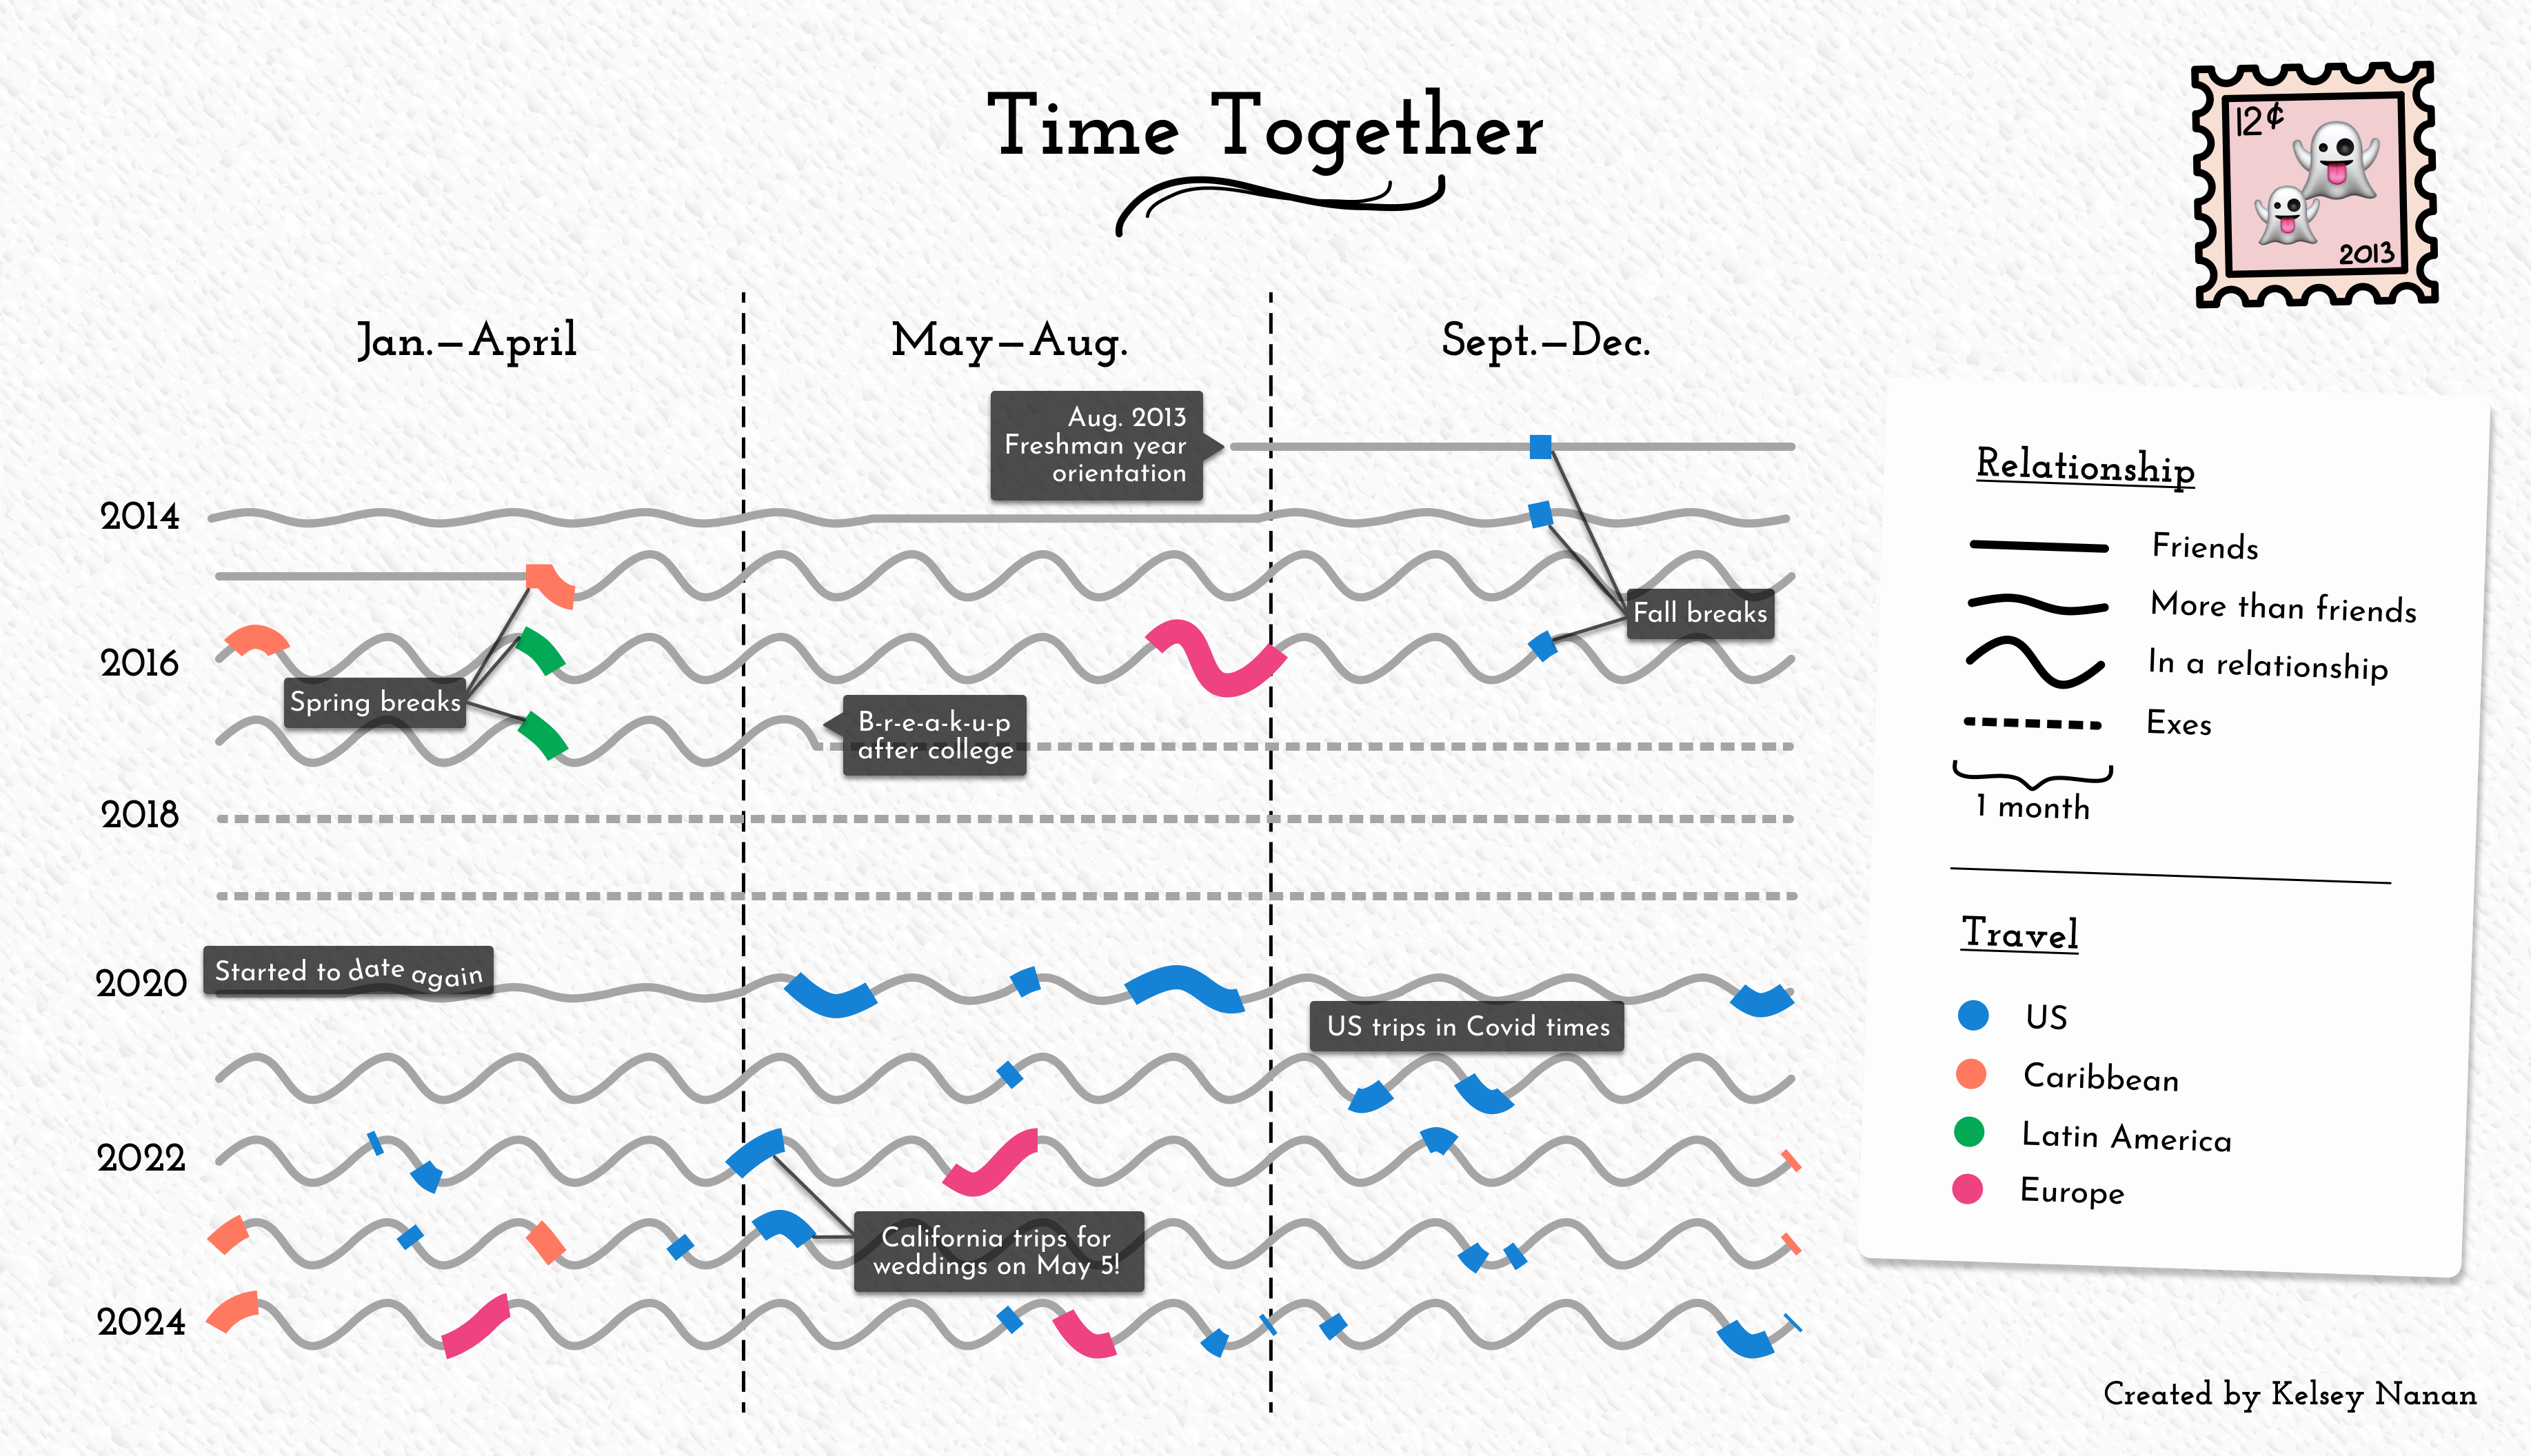 Time Together
12¢
2013
Jan.–April
May–Aug.
Sept.–Dec.
Aug. 2013
Freshman year
orientation
2014
Fall breaks
2016
Spring breaks
B-r-e-a-k-u-p
after college
2018
Started to date again
2020
US trips in Covid times
2022
California trips for
weddings on May 5!
2024
Relationship
Friends
More than friends
In a relationship
Exes
1 month
Travel
US
Caribbean
Latin America
Europe
Created by Kelsey Nanan